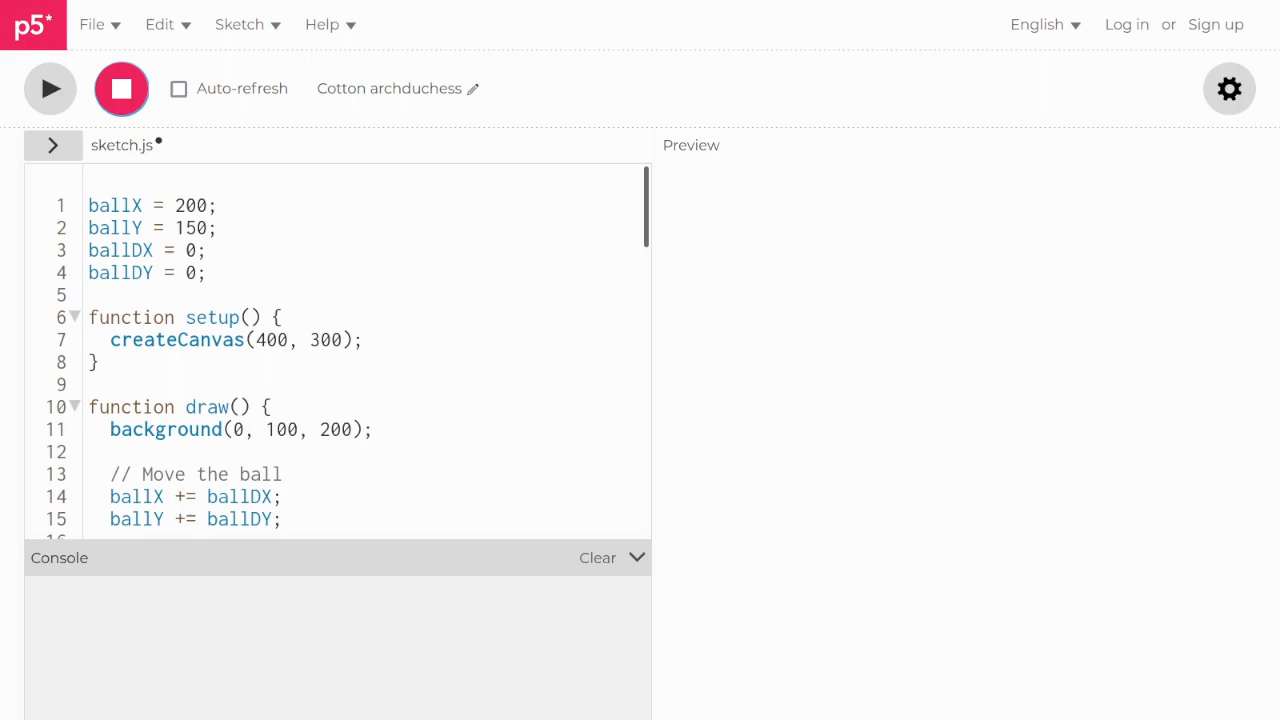 p5* File Edit Sketch Help English Log in or Sign up
Auto-refresh Cotton archduchess
sketch.js Preview
1 ballX = 200;
2 ballY = 150;
3 ballDX = 0;
4 ballDY = 0;
5
6 function setup() {
7 createCanvas(400, 300);
8 }
9
10 function draw() {
11 background(0, 100, 200);
12
13 // Move the ball
14 ballX += ballDX;
15 ballY += ballDY;
Console Clear